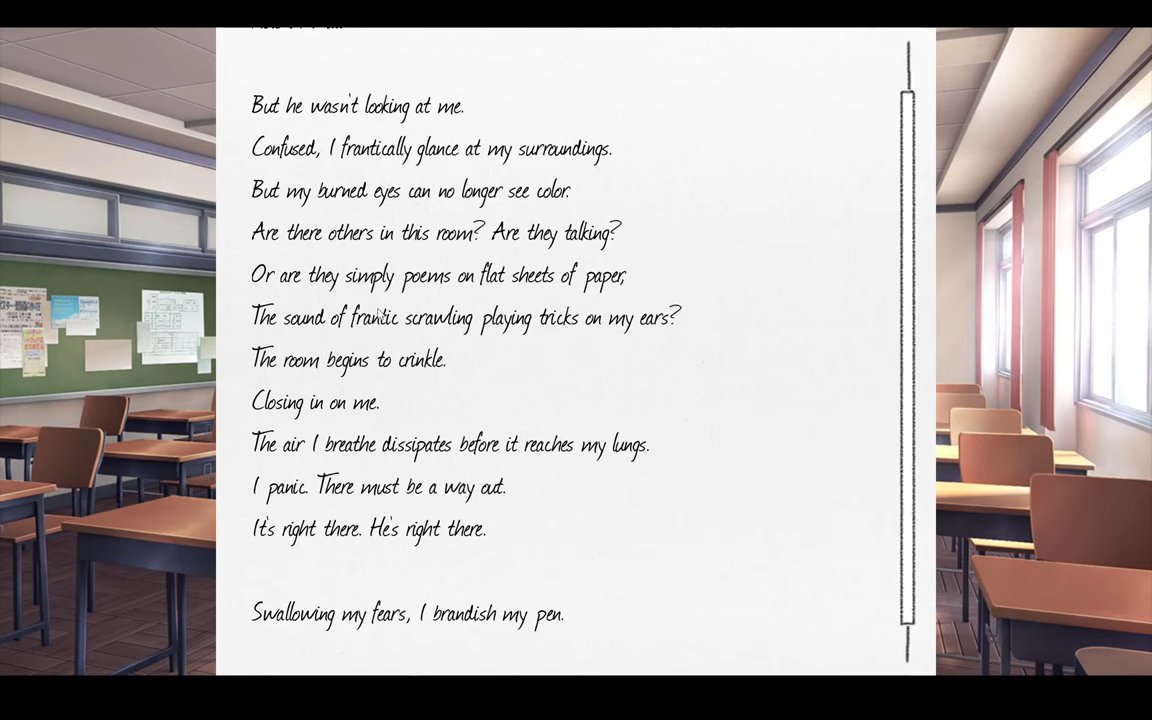 But he wasn't looking at me.
Confused, I frantically glance at my surroundings.
But my burned eyes can no longer see color.
Are there others in this room? Are they talking?
Or are they simply poems on flat sheets of paper,
The sound of frantic scrawling playing tricks on my ears?
The room begins to crinkle.
Closing in on me.
The air I breathe dissipates before it reaches my lungs.
I panic. There must be a way out.
It's right there. He's right there.
Swallowing my fears, I brandish my pen.